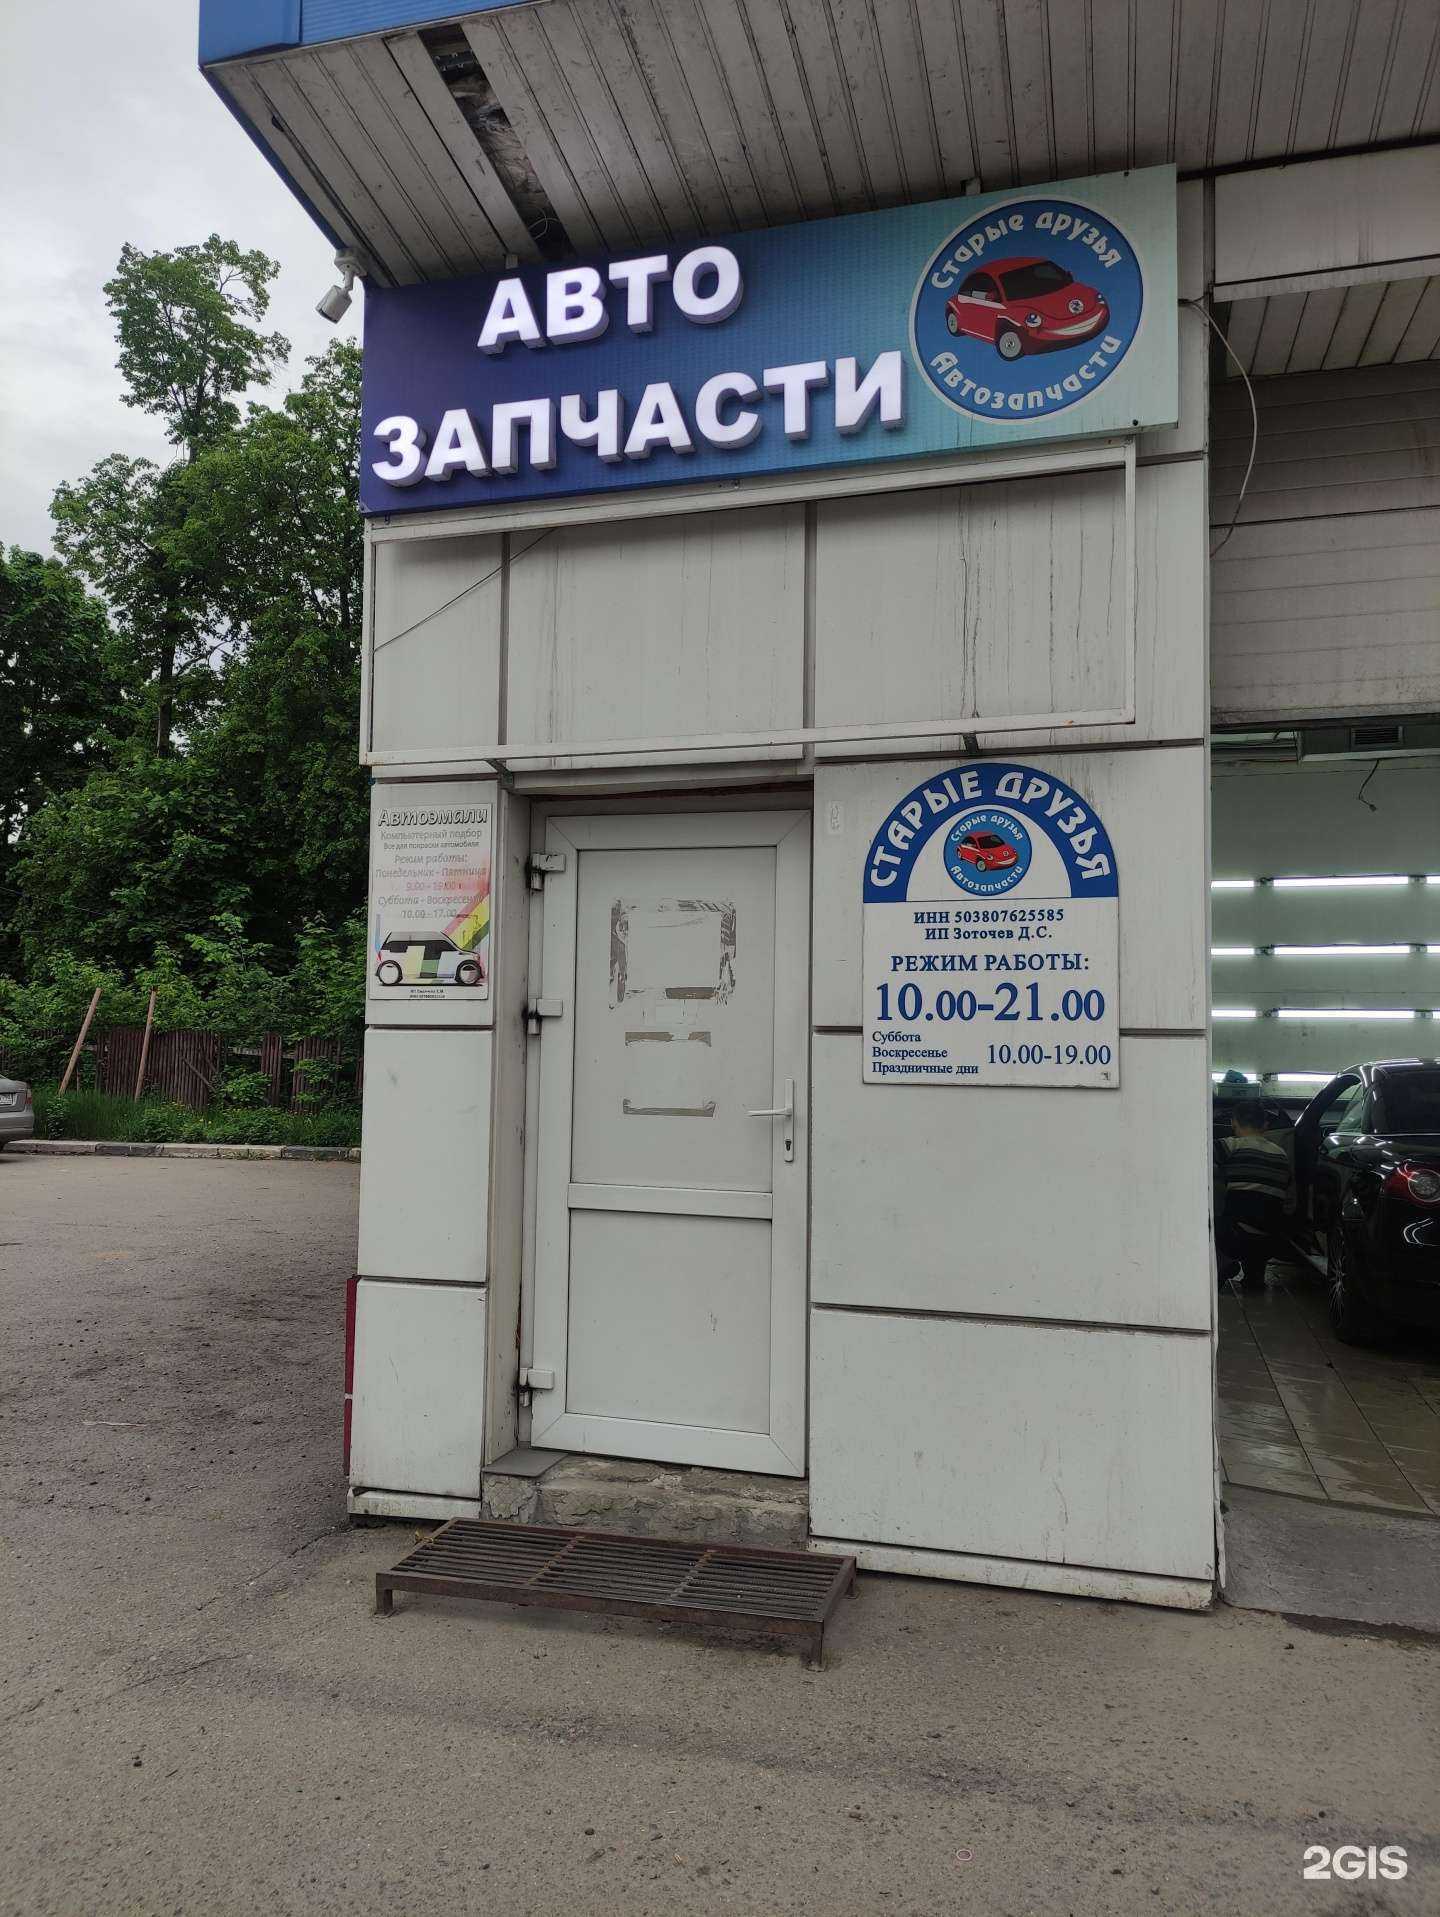 АВТО
ЗАПЧАСТИ
Старые друзья
Автозапчасти
Автоэмали
Компьютерный подбор
Все для покраски автомобиля
Режим работы:
Понедельник - Пятница
9.00 - 19.00
Суббота - Воскресенье
10.00 - 17.00
СТАРЫЕ ДРУЗЬЯ
Старые друзья
Автозапчасти
ИНН 503807625585
ИП Зоточев Д.С.
РЕЖИМ РАБОТЫ:
10.00-21.00
Суббота
Воскресенье
Праздничные дни
10.00-19.00
2GIS